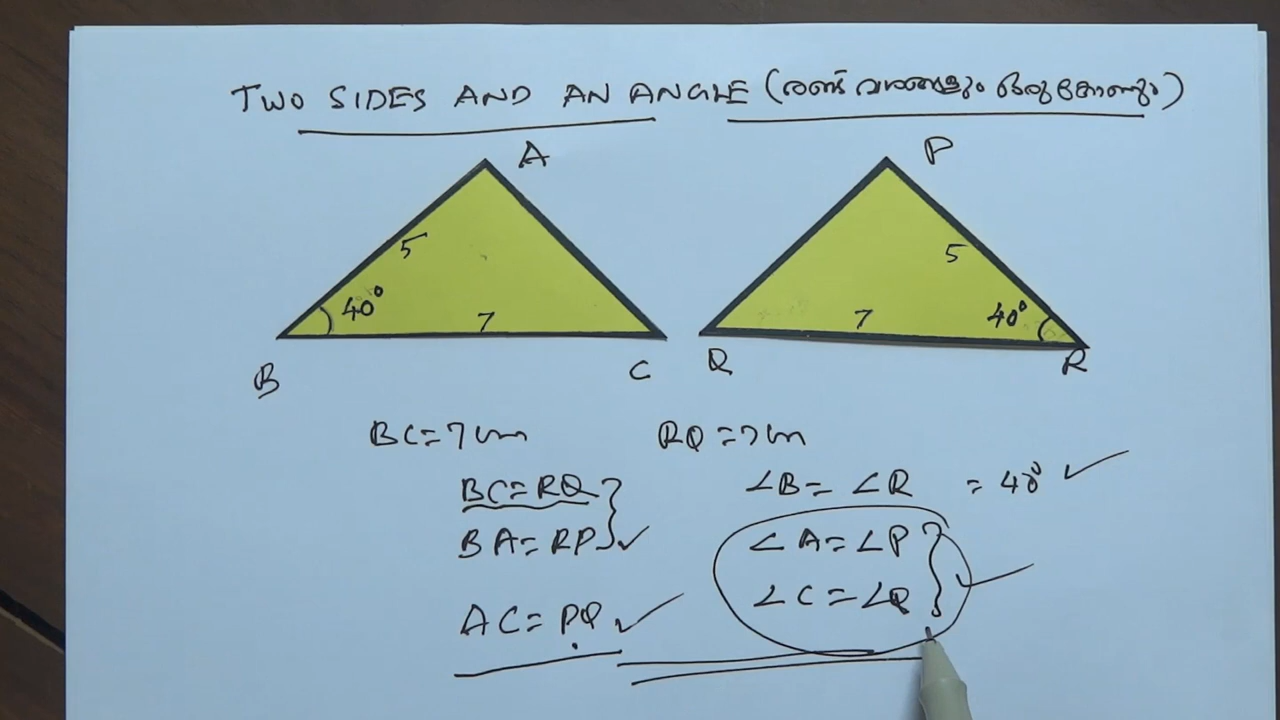 TWO SIDES AND AN ANGLE (രണ്ട് വശങ്ങളും ഒരു കോണും)
A
P
5
5
40°
7
7
40°
B
C
Q
R
BC=7cm
RQ=7cm
BC=RQ
∠B=∠R =40°
BA=RP
∠A=∠P
∠C=∠Q
AC=PQ